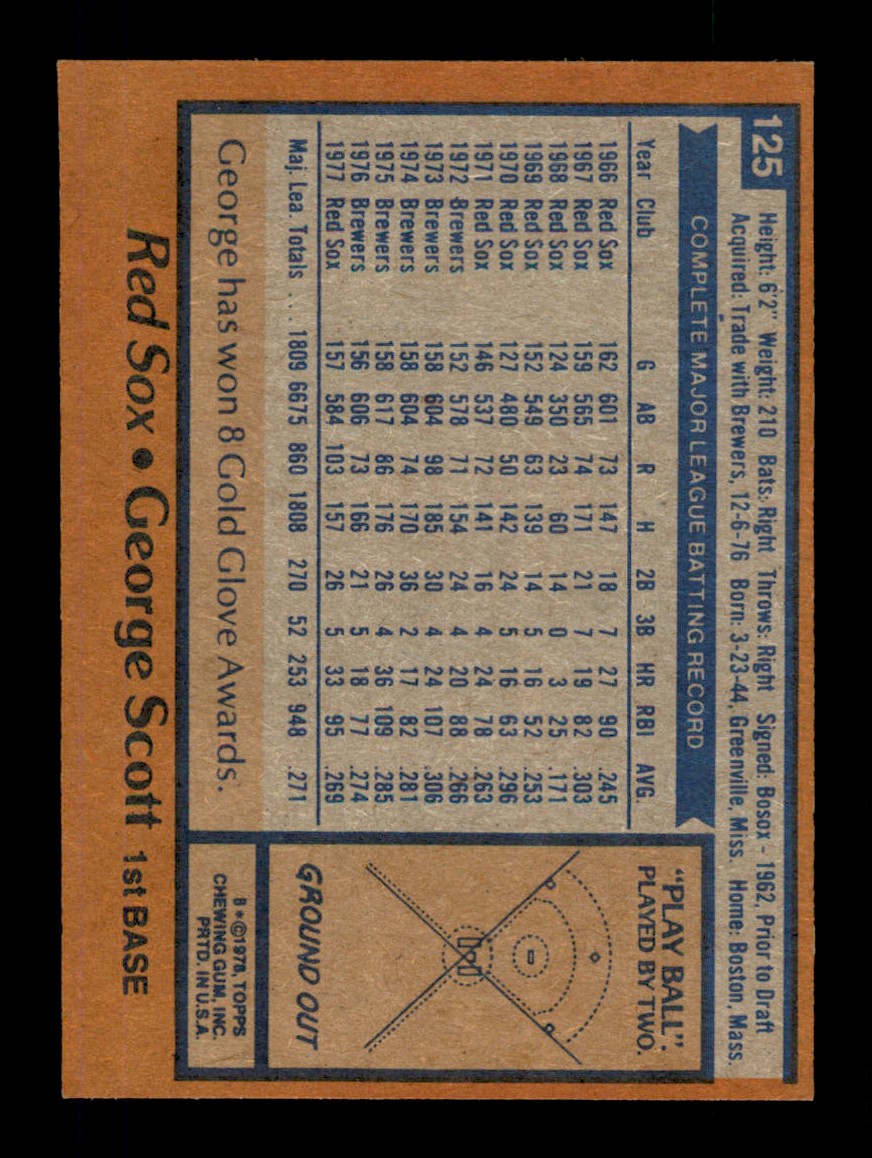 125
Height: 6'2" Weight: 210 Bats: Right Throws: Right Signed: Bosox - 1962, Prior to Draft
Acquired: Trade with Brewers, 12-6-76 Born: 3-23-44, Greenville, Miss. Home: Boston, Mass.
COMPLETE MAJOR LEAGUE BATTING RECORD
Year Club G AB R H 2B 3B HR RBI AVG.
1966 Red Sox 162 601 73 147 18 7 27 90 .245
1967 Red Sox 159 565 74 171 21 7 19 82 .303
1968 Red Sox 124 350 23 60 14 0 3 25 .171
1969 Red Sox 152 549 63 139 14 5 16 52 .253
1970 Red Sox 127 480 50 142 24 5 16 63 .296
1971 Red Sox 146 537 72 141 16 4 24 78 .263
1972 Brewers 152 578 71 154 24 4 20 88 .266
1973 Brewers 158 604 98 185 30 4 24 107 .306
1974 Brewers 158 604 74 170 36 2 17 82 .281
1975 Brewers 158 617 86 176 26 4 36 109 .285
1976 Brewers 156 606 73 166 21 5 18 77 .274
1977 Red Sox 157 584 103 157 26 5 33 95 .269
Maj. Lea. Totals ... 1809 6675 860 1808 270 52 253 948 .271
George has won 8 Gold Glove Awards.
"PLAY BALL".
PLAYED BY TWO.
GROUND OUT
B*©1978, TOPPS
CHEWING GUM, INC.
PRTD. IN U.S.A.
Red Sox • George Scott 1st BASE